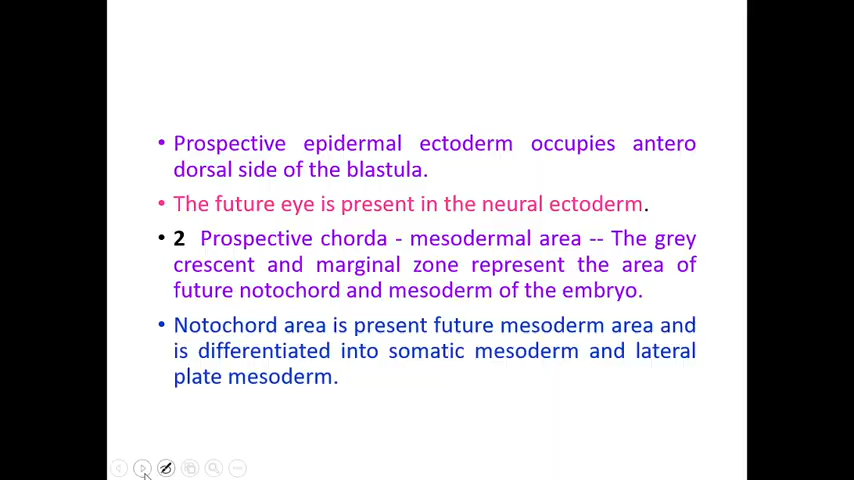 • Prospective epidermal ectoderm occupies antero
dorsal side of the blastula.
• The future eye is present in the neural ectoderm.
• 2 Prospective chorda - mesodermal area -- The grey
crescent and marginal zone represent the area of
future notochord and mesoderm of the embryo.
• Notochord area is present future mesoderm area and
is differentiated into somatic mesoderm and lateral
plate mesoderm.